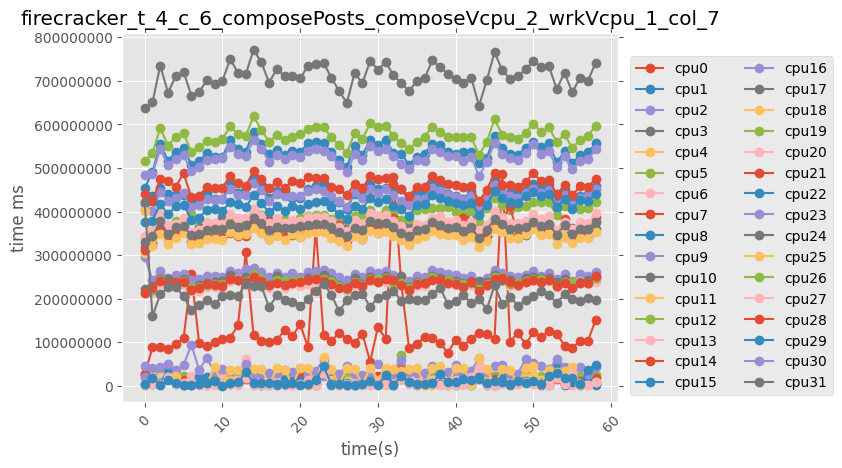 firecracker_t_4_c_6_composePosts_composeVcpu_2_wrkVcpu_1_col_7
800000000
700000000
600000000
500000000
400000000
300000000
200000000
100000000
0
time ms
0
10
20
30
40
50
60
time(s)
cpu0
cpu1
cpu2
cpu3
cpu4
cpu5
cpu6
cpu7
cpu8
cpu9
cpu10
cpu11
cpu12
cpu13
cpu14
cpu15
cpu16
cpu17
cpu18
cpu19
cpu20
cpu21
cpu22
cpu23
cpu24
cpu25
cpu26
cpu27
cpu28
cpu29
cpu30
cpu31